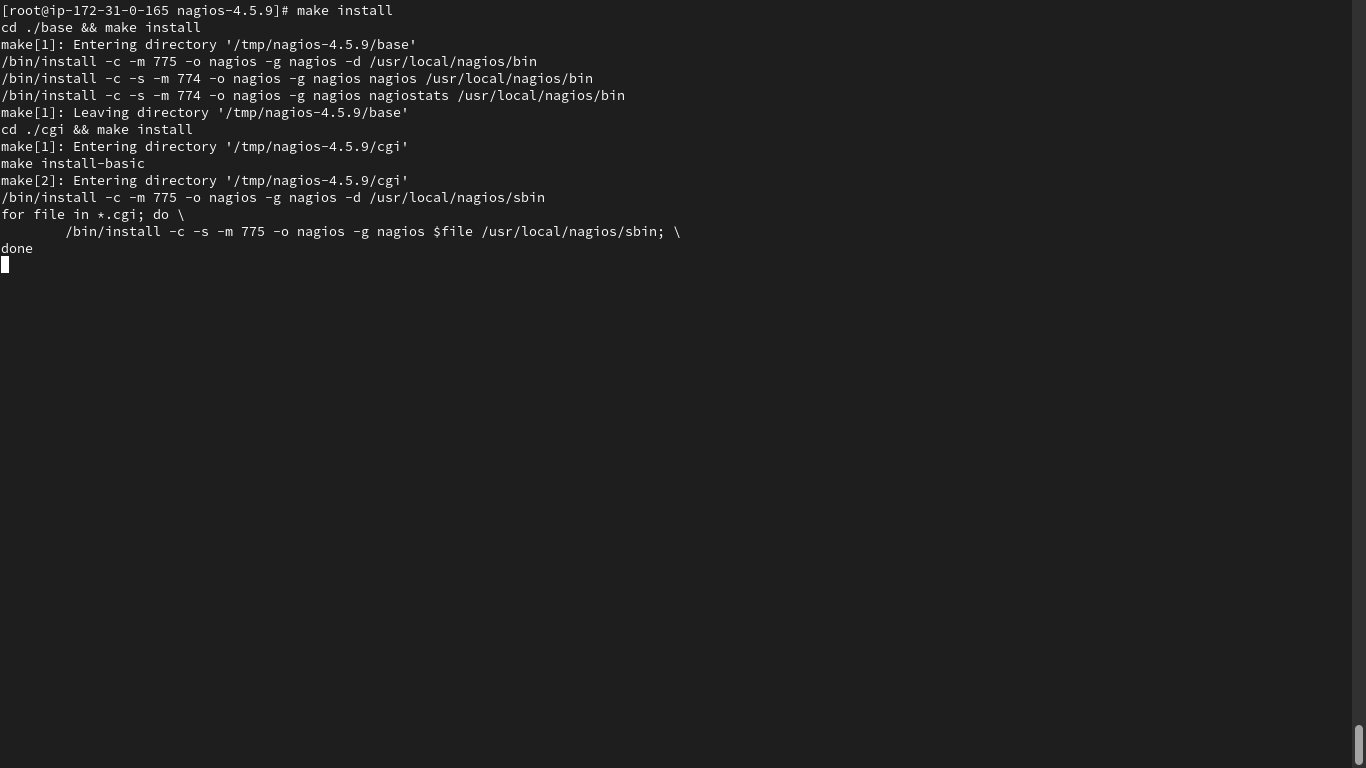 [root@ip-172-31-0-165 nagios-4.5.9]# make install
cd ./base && make install
make[1]: Entering directory '/tmp/nagios-4.5.9/base'
/bin/install -c -m 775 -o nagios -g nagios -d /usr/local/nagios/bin
/bin/install -c -s -m 774 -o nagios -g nagios nagios /usr/local/nagios/bin
/bin/install -c -s -m 774 -o nagios -g nagios nagiostats /usr/local/nagios/bin
make[1]: Leaving directory '/tmp/nagios-4.5.9/base'
cd ./cgi && make install
make[1]: Entering directory '/tmp/nagios-4.5.9/cgi'
make install-basic
make[2]: Entering directory '/tmp/nagios-4.5.9/cgi'
/bin/install -c -m 775 -o nagios -g nagios -d /usr/local/nagios/sbin
for file in *.cgi; do \
        /bin/install -c -s -m 775 -o nagios -g nagios $file /usr/local/nagios/sbin; \
done